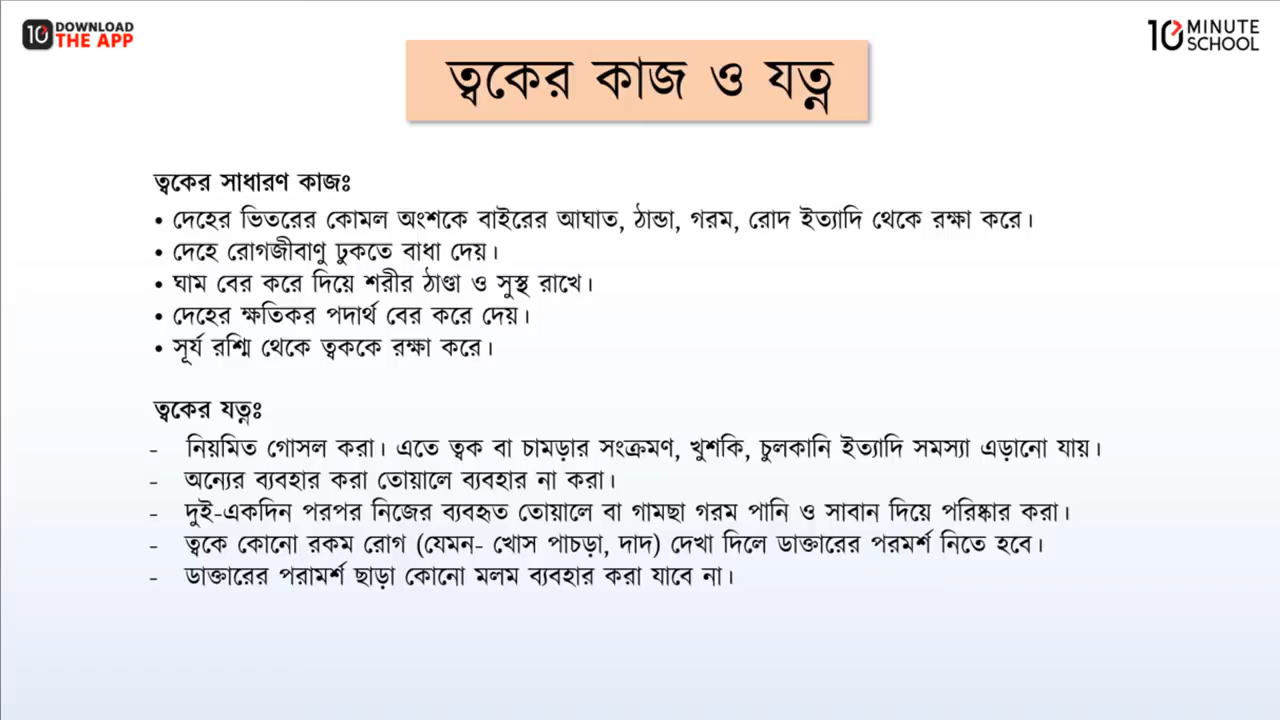 DOWNLOAD
THE APP
10 MINUTE
SCHOOL
ত্বকের কাজ ও যত্ন
ত্বকের সাধারণ কাজঃ
• দেহের ভিতরের কোমল অংশকে বাইরের আঘাত, ঠান্ডা, গরম, রোদ ইত্যাদি থেকে রক্ষা করে।
• দেহে রোগজীবাণু ঢুকতে বাধা দেয়।
• ঘাম বের করে দিয়ে শরীর ঠাণ্ডা ও সুস্থ রাখে।
• দেহের ক্ষতিকর পদার্থ বের করে দেয়।
• সূর্য রশ্মি থেকে ত্বককে রক্ষা করে।
ত্বকের যত্নঃ
- নিয়মিত গোসল করা। এতে ত্বক বা চামড়ার সংক্রমণ, খুশকি, চুলকানি ইত্যাদি সমস্যা এড়ানো যায়।
- অন্যের ব্যবহার করা তোয়ালে ব্যবহার না করা।
- দুই-একদিন পরপর নিজের ব্যবহৃত তোয়ালে বা গামছা গরম পানি ও সাবান দিয়ে পরিষ্কার করা।
- ত্বকে কোনো রকম রোগ (যেমন- খোস পাচড়া, দাদ) দেখা দিলে ডাক্তারের পরমর্শ নিতে হবে।
- ডাক্তারের পরামর্শ ছাড়া কোনো মলম ব্যবহার করা যাবে না।